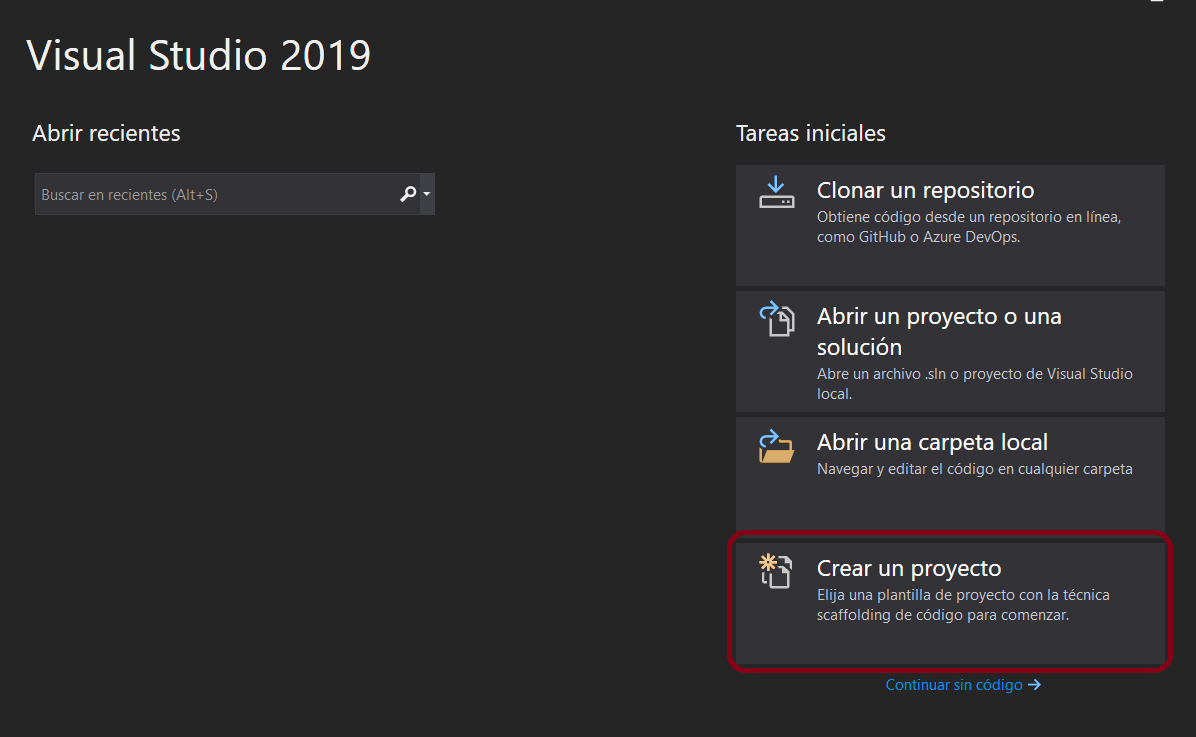 Visual Studio 2019
Abrir recientes
Buscar en recientes (Alt+S)
Tareas iniciales
Clonar un repositorio
Obtiene código desde un repositorio en línea,
como GitHub o Azure DevOps.
Abrir un proyecto o una
solución
Abre un archivo .sln o proyecto de Visual Studio
local.
Abrir una carpeta local
Navegar y editar el código en cualquier carpeta
Crear un proyecto
Elija una plantilla de proyecto con la técnica
scaffolding de código para comenzar.
Continuar sin código